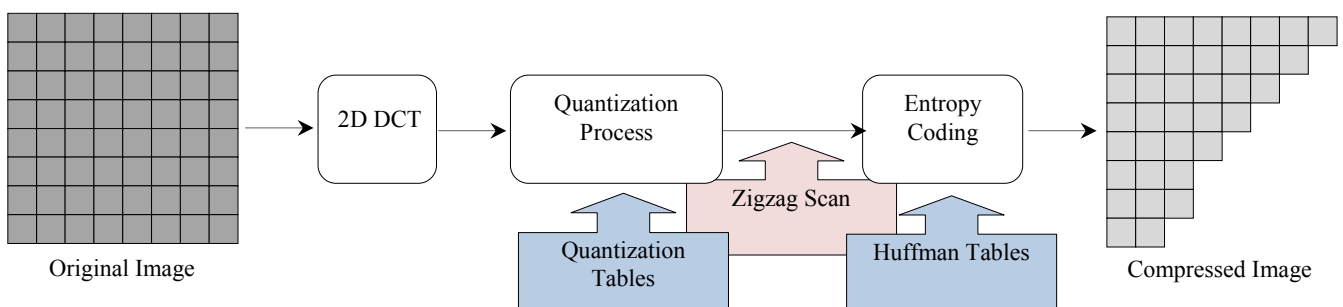 2D DCT
Quantization
Process
Entropy
Coding
Zigzag Scan
Quantization
Tables
Huffman Tables
Original Image
Compressed Image